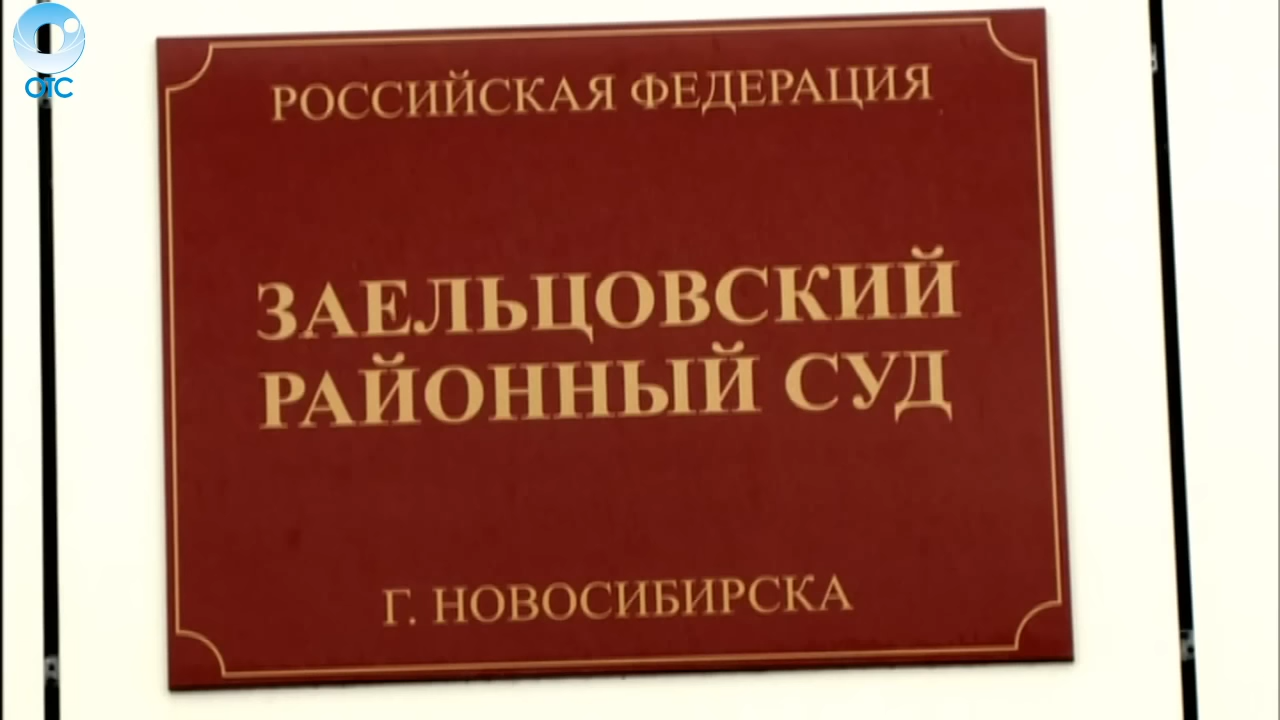 ОТС
РОССИЙСКАЯ ФЕДЕРАЦИЯ
ЗАЕЛЬЦОВСКИЙ
РАЙОННЫЙ СУД
Г. НОВОСИБИРСКА